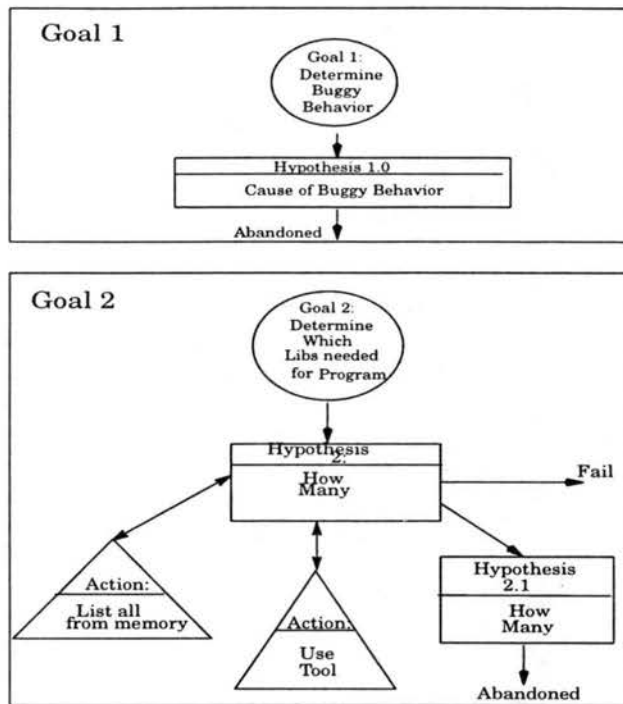 Goal 1
Goal 1:
Determine
Buggy
Behavior
Hypothesis 1.0
Cause of Buggy Behavior
Abandoned
Goal 2
Goal 2:
Determine
Which
Libs needed
for Program
Hypothesis
2.
How
Many
Fail
Action:
List all
from memory
Action:
Use
Tool
Hypothesis
2.1
How
Many
Abandoned